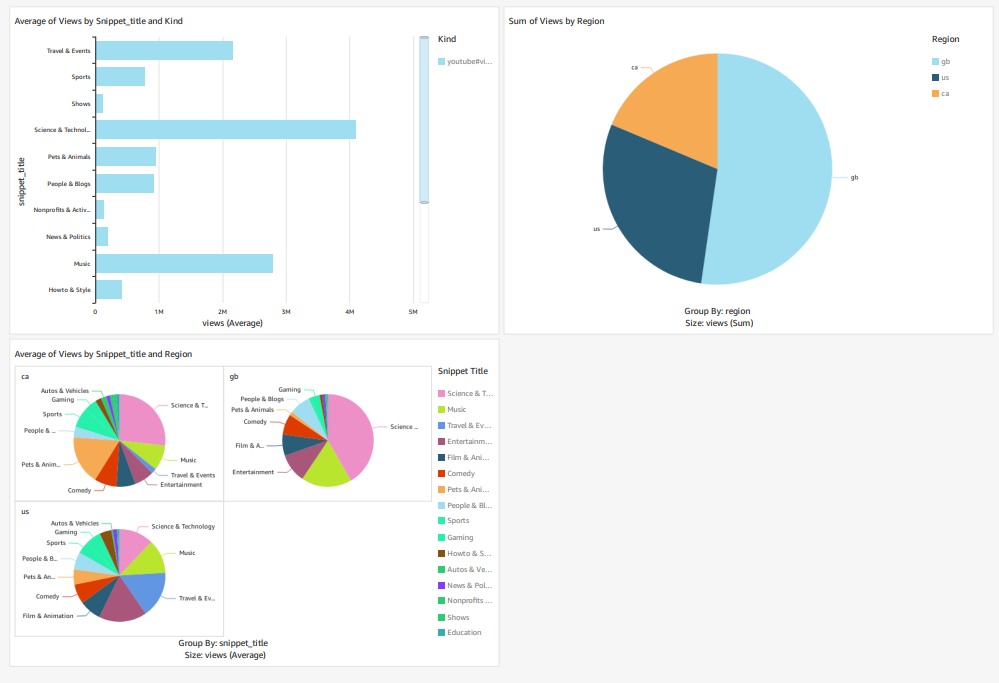 Average of Views by Snippet_title and Kind
snippet_title
Travel & Events
Sports
Shows
Science & Technol...
Pets & Animals
People & Blogs
Nonprofits & Activ...
News & Politics
Music
Howto & Style
0 1M 2M 3M 4M 5M
views (Average)
Kind
youtube#vi...
Sum of Views by Region
ca
gb
us
Group By: region
Size: views (Sum)
Region
gb
us
ca
Average of Views by Snippet_title and Region
ca
Autos & Vehicles
Gaming
Sports
People & ...
Pets & Anim...
Comedy
Science & T...
Music
Travel & Events
Entertainment
gb
Gaming
People & Blogs
Pets & Animals
Comedy
Film & A...
Entertainment
Science ...
us
Autos & Vehicles
Gaming
Sports
People & B...
Pets & An...
Comedy
Film & Animation
Science & Technology
Music
Travel & Ev...
Group By: snippet_title
Size: views (Average)
Snippet Title
Science & T...
Music
Travel & Ev...
Entertainm...
Film & Ani...
Comedy
Pets & Ani...
People & Bl...
Sports
Gaming
Howto & S...
Autos & Ve...
News & Pol...
Nonprofits ...
Shows
Education